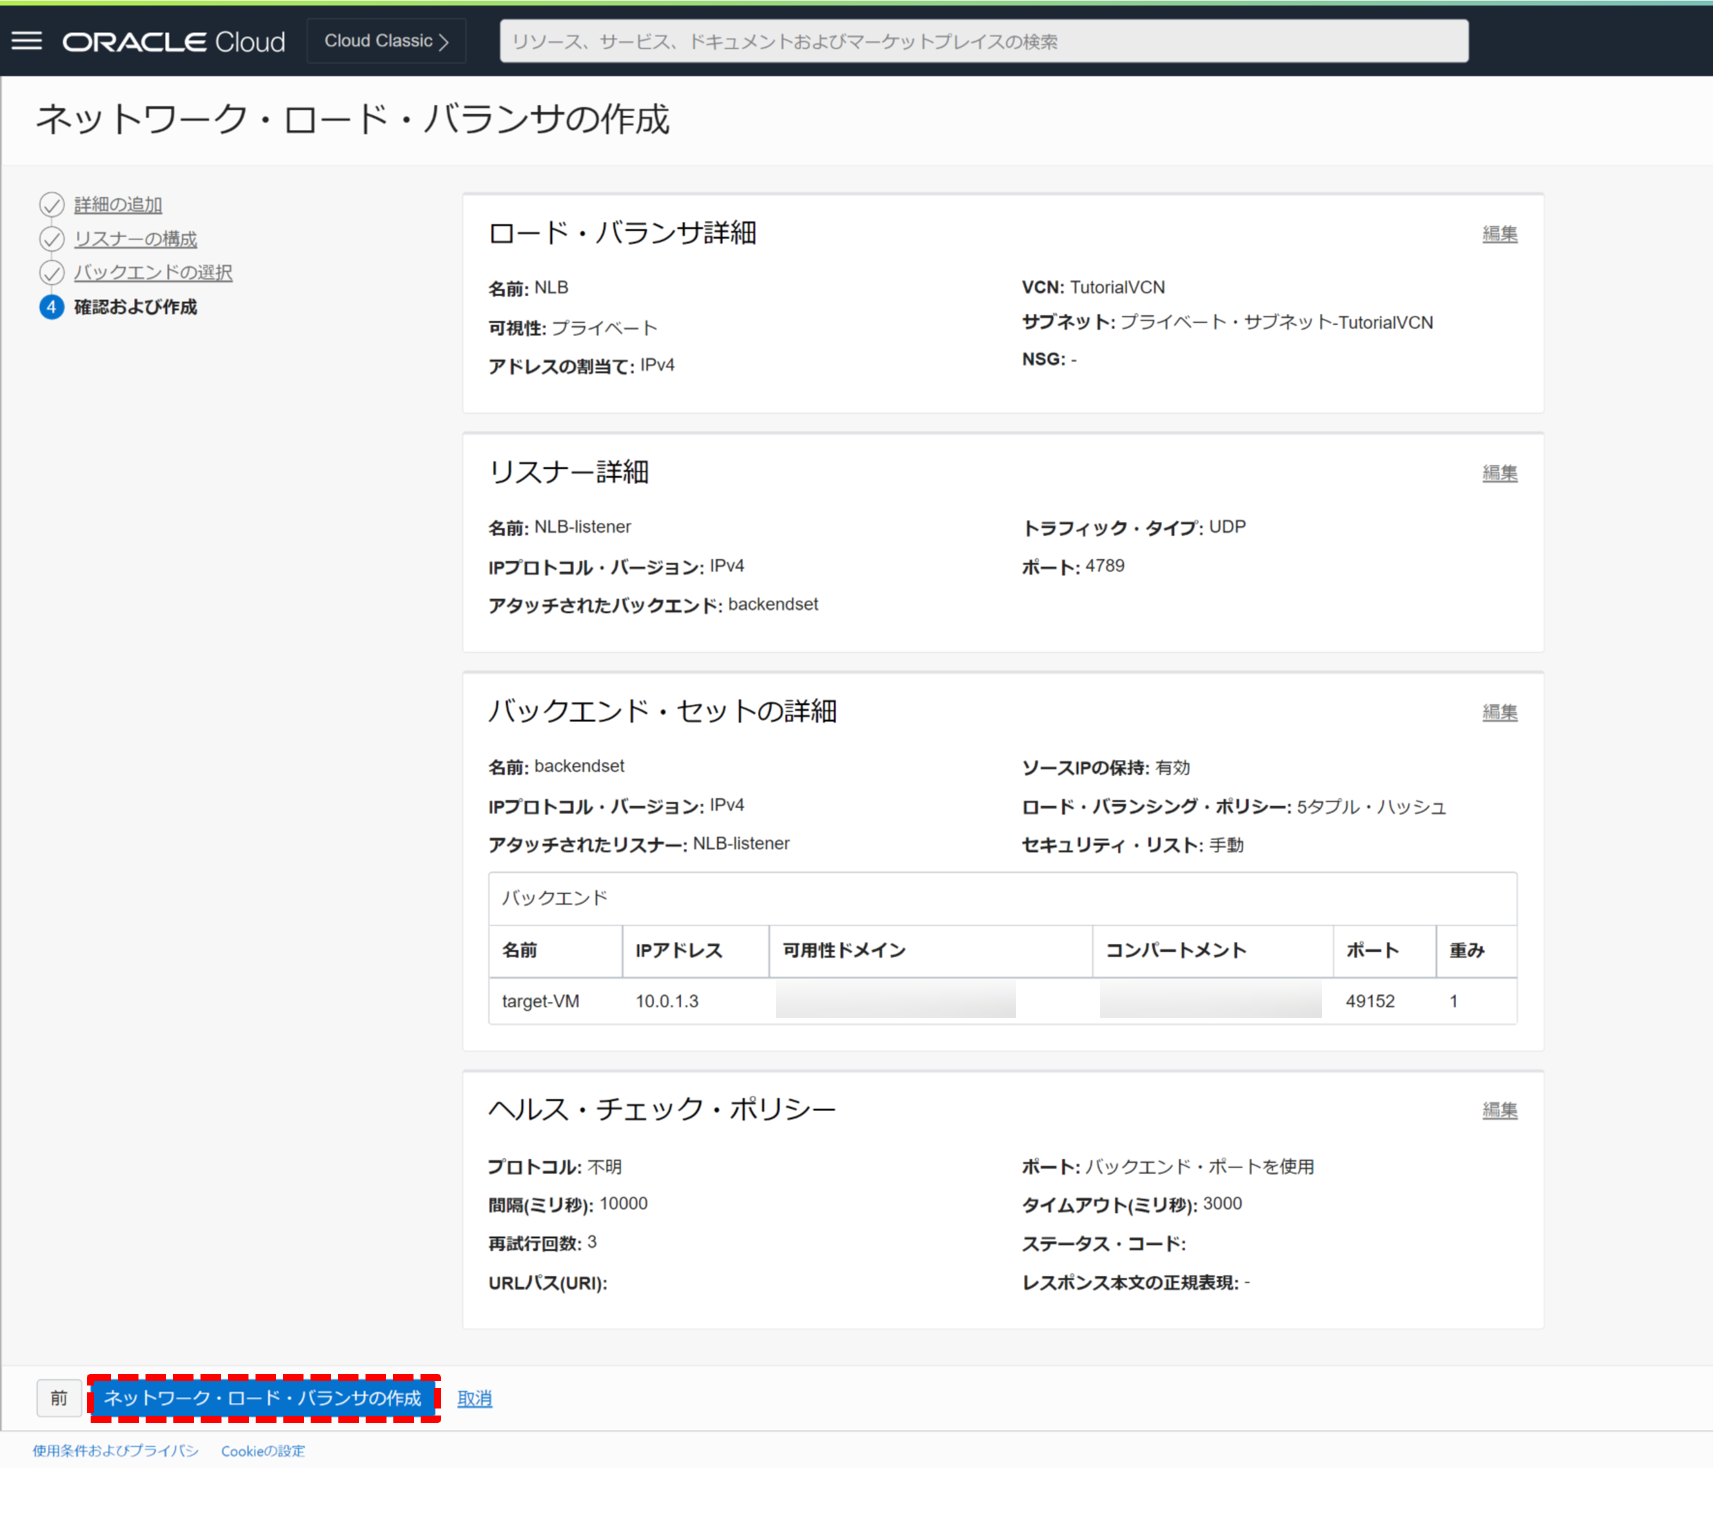 ORACLE Cloud
Cloud Classic
リソース、サービス、ドキュメントおよびマーケットプレイスの検索
ネットワーク・ロード・バランサの作成
詳細の追加
リスナーの構成
バックエンドの選択
4 確認および作成
ロード・バランサ詳細
編集
名前: NLB
VCN: TutorialVCN
可視性: プライベート
サブネット: プライベート・サブネット-TutorialVCN
アドレスの割当て: IPv4
NSG: -
リスナー詳細
編集
名前: NLB-listener
トラフィック・タイプ: UDP
IPプロトコル・バージョン: IPv4
ポート: 4789
アタッチされたバックエンド: backendset
バックエンド・セットの詳細
編集
名前: backendset
ソースIPの保持: 有効
IPプロトコル・バージョン: IPv4
ロード・バランシング・ポリシー: 5タプル・ハッシュ
アタッチされたリスナー: NLB-listener
セキュリティ・リスト: 手動
バックエンド
名前 IPアドレス 可用性ドメイン コンパートメント ポート 重み
target-VM 10.0.1.3 49152 1
ヘルス・チェック・ポリシー
編集
プロトコル: 不明
ポート: バックエンド・ポートを使用
間隔(ミリ秒): 10000
タイムアウト(ミリ秒): 3000
再試行回数: 3
ステータス・コード:
URLパス(URI):
レスポンス本文の正規表現: -
前
ネットワーク・ロード・バランサの作成
取消
使用条件およびプライバシ
Cookieの設定